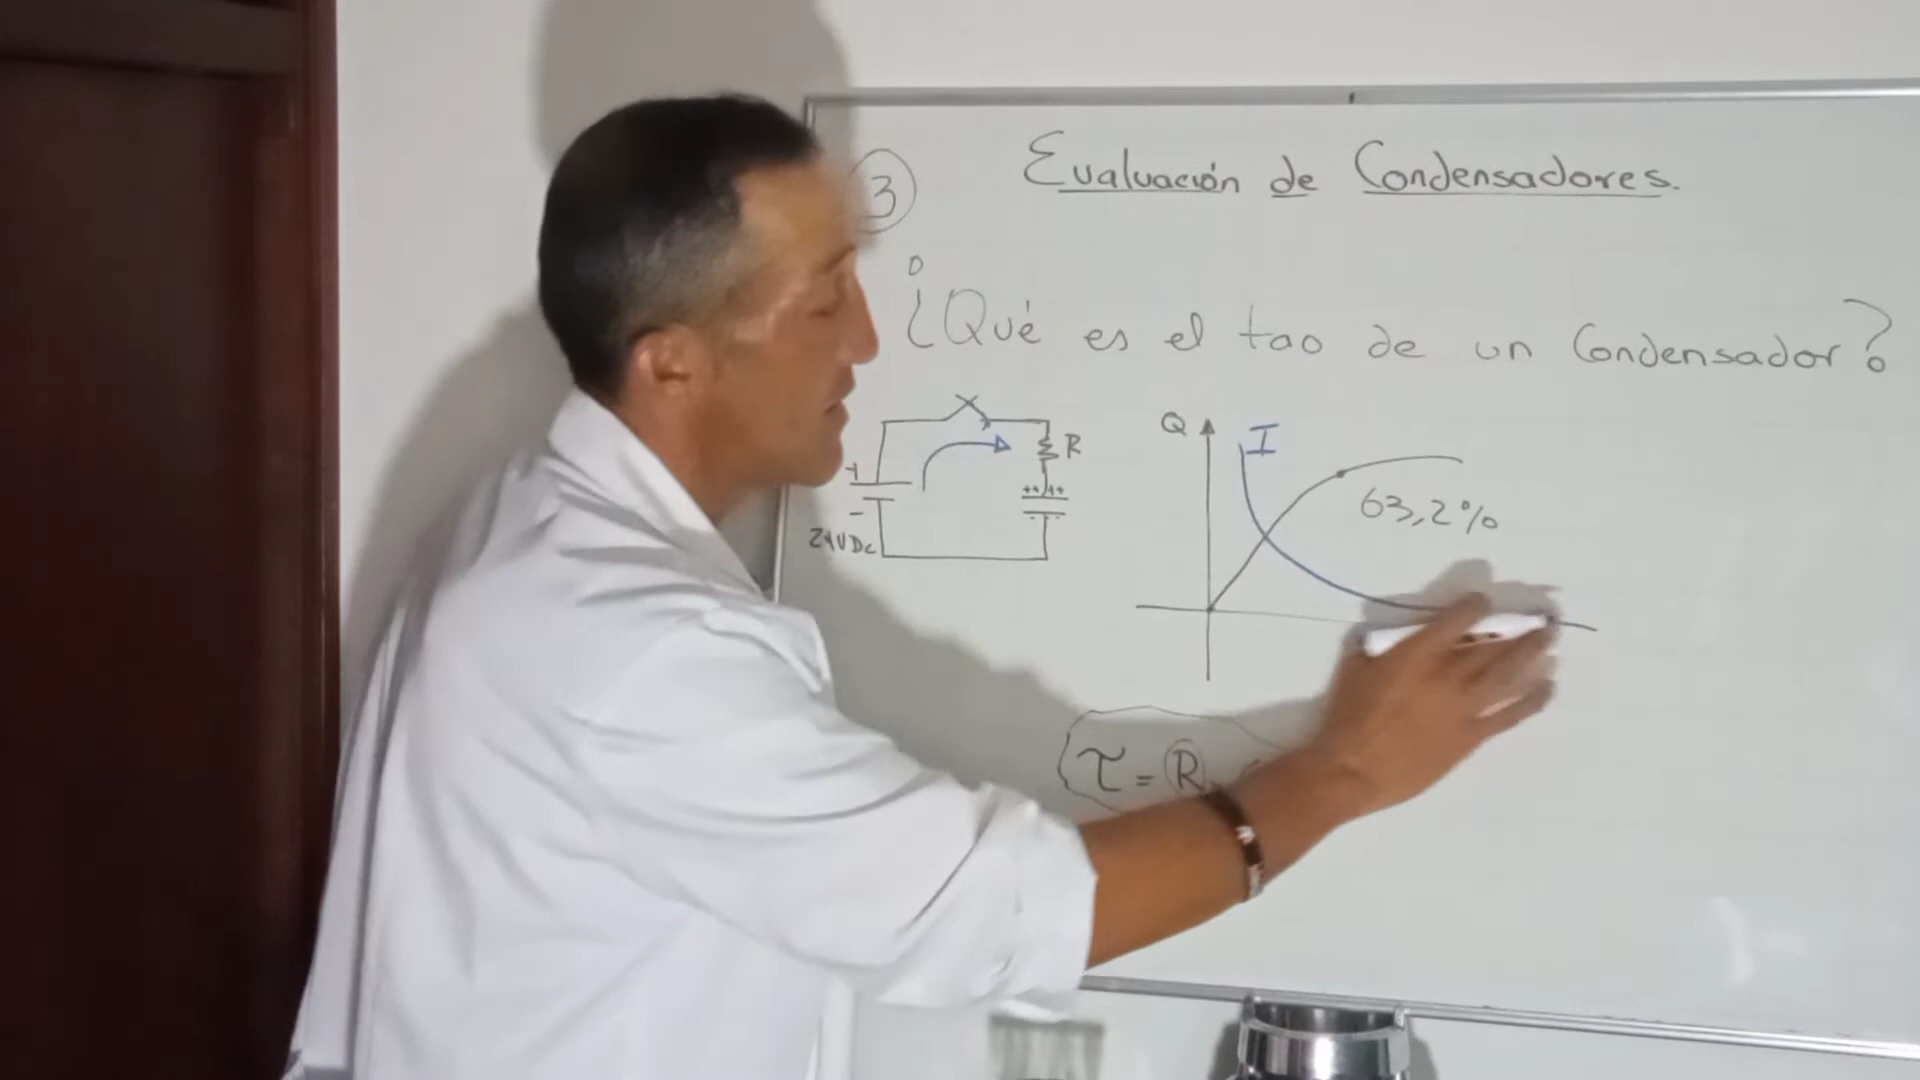 3
Evaluación de Condensadores.
¿Qué es el tao de un Condensador?
+
R
++ ++
-
24VDc
Q
I
63,2%
τ = R